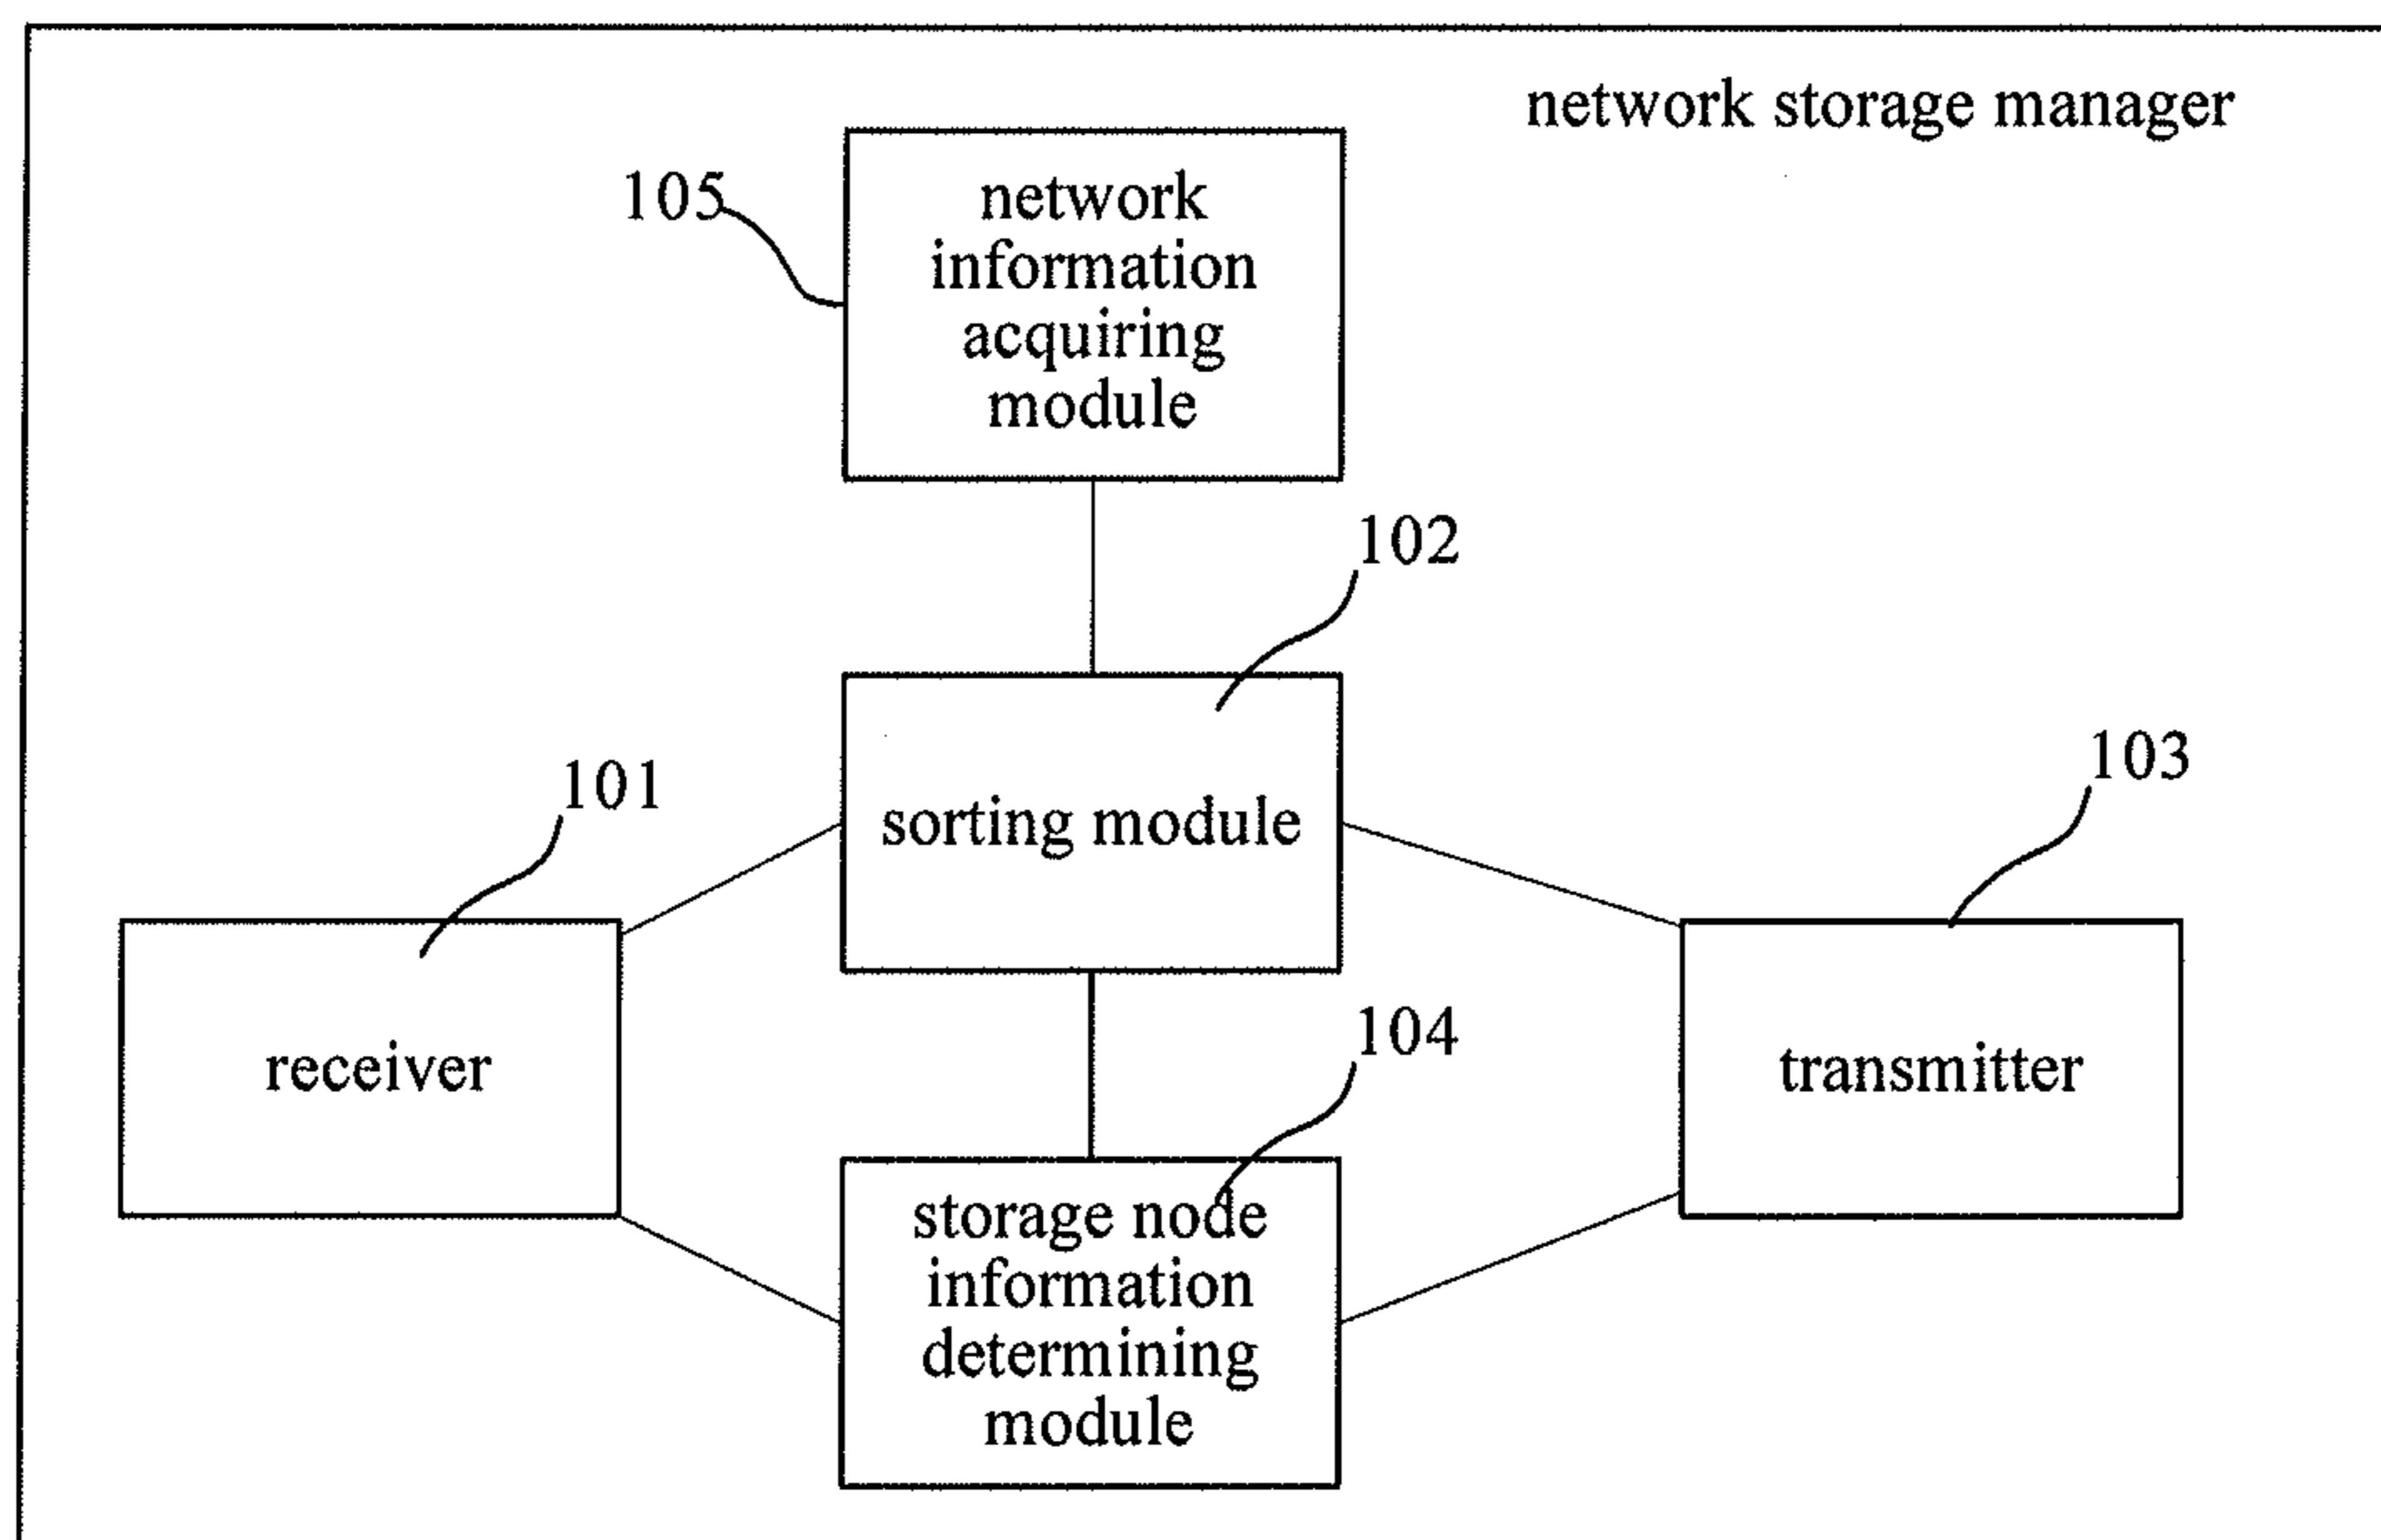 network storage manager
105
network
information
acquiring
module
102
sorting module
101
103
receiver
104
transmitter
storage node
information
determining
module